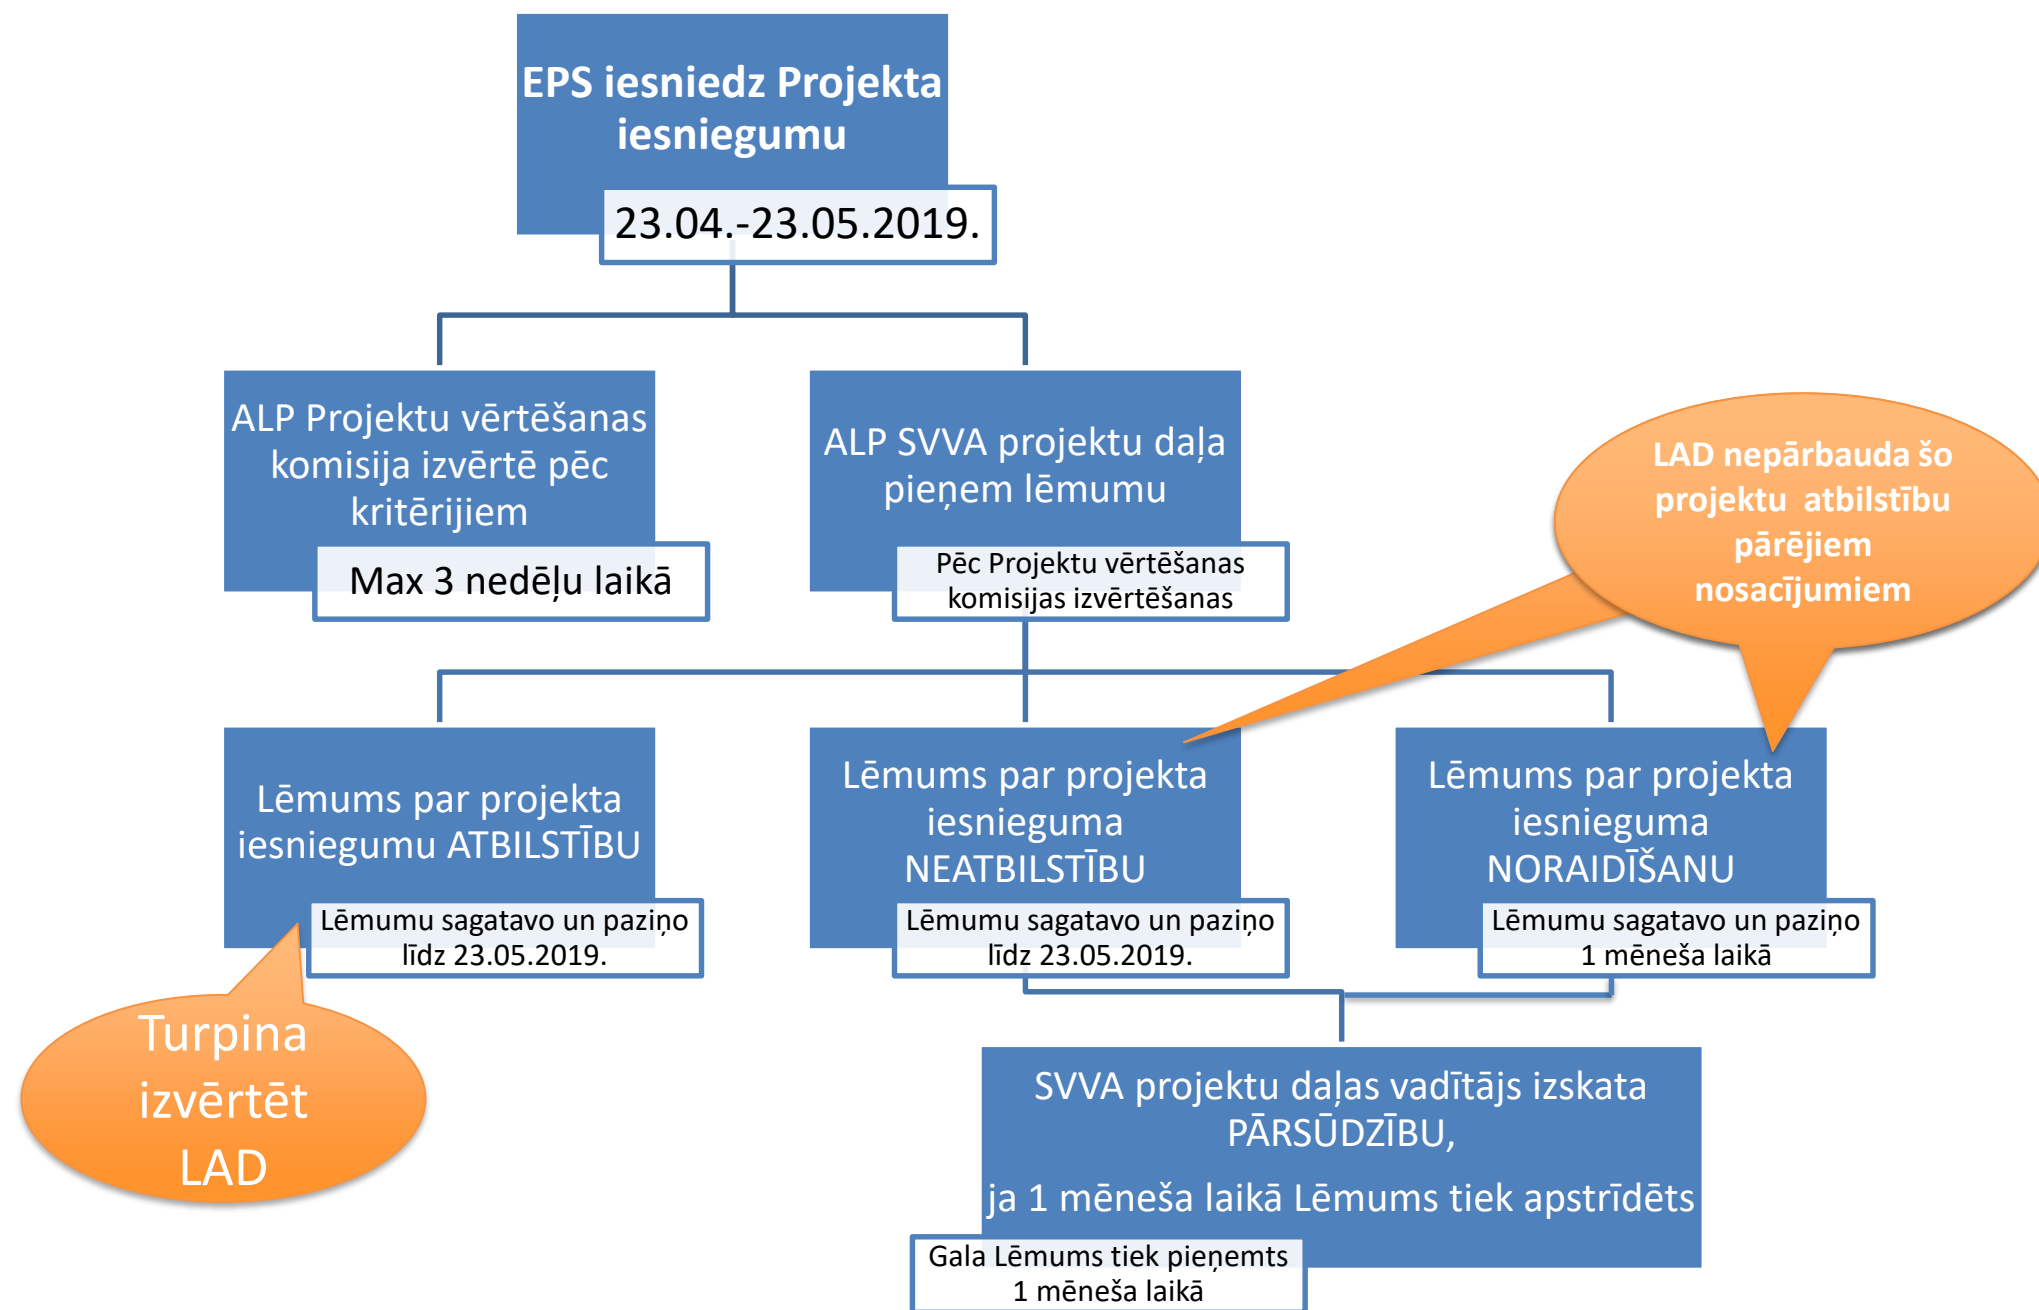 EPS iesniedz Projekta
iesniegumu
23.04.-23.05.2019.
ALP Projektu vērtēšanas
komisija izvērtē pēc
kritērijiem
Max 3 nedēļu laikā
ALP SVVA projektu daļa
pieņem lēmumu
Pēc Projektu vērtēšanas
komisijas izvērtēšanas
LAD nepārbauda šo
projektu atbilstību
pārējiem
nosacījumiem
Lēmums par projekta
iesniegumu ATBILSTĪBU
Lēmumu sagatavo un paziņo
līdz 23.05.2019.
Lēmums par projekta
iesnieguma
NEATBILSTĪBU
Lēmumu sagatavo un paziņo
līdz 23.05.2019.
Lēmums par projekta
iesnieguma
NORAIDĪŠANU
Lēmumu sagatavo un paziņo
1 mēneša laikā
Turpina
izvērtēt
LAD
SVVA projektu daļas vadītājs izskata
PĀRSŪDZĪBU,
ja 1 mēneša laikā Lēmums tiek apstrīdēts
Gala Lēmums tiek pieņemts
1 mēneša laikā